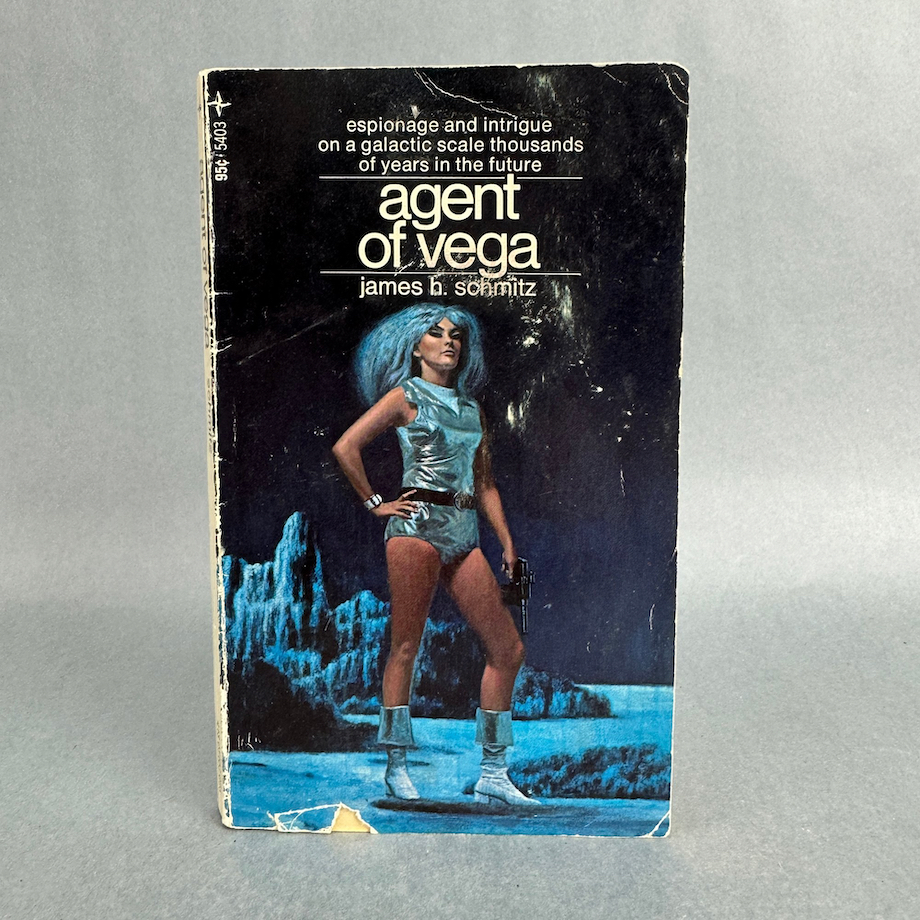 95¢ / 5403
espionage and intrigue
on a galactic scale thousands
of years in the future
agent
of vega
james h. schmitz